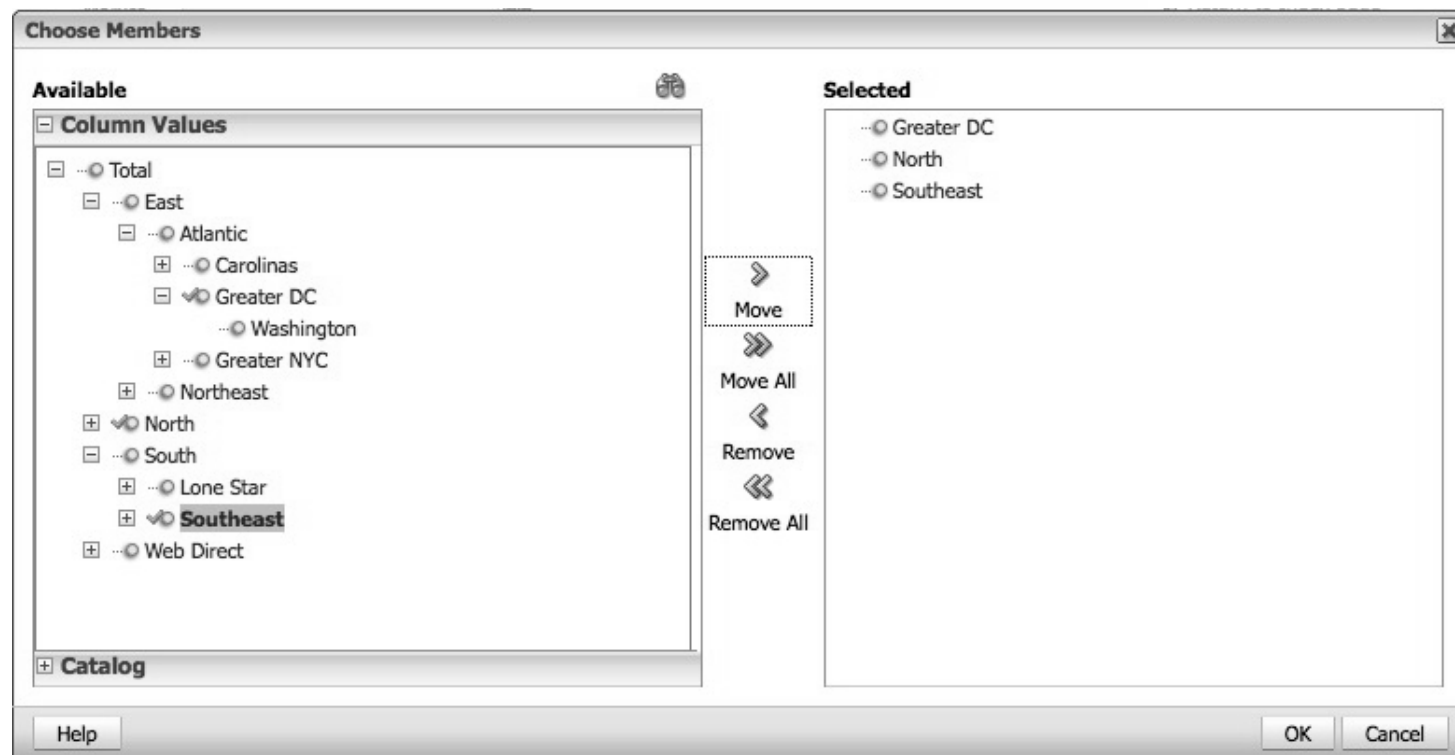 Choose Members
Available
Column Values
Total
East
Atlantic
Carolinas
Greater DC
Washington
Greater NYC
Northeast
North
South
Lone Star
Southeast
Web Direct
Catalog
Move
Move All
Remove
Remove All
Selected
Greater DC
North
Southeast
Help
OK
Cancel